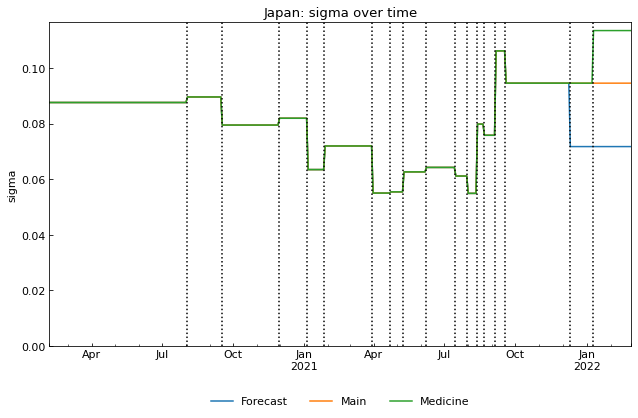 Japan: sigma over time
sigma
0.10
0.08
0.06
0.04
0.02
0.00
Apr Jul Oct Jan Apr Jul Oct Jan
2021 2022
Forecast Main Medicine